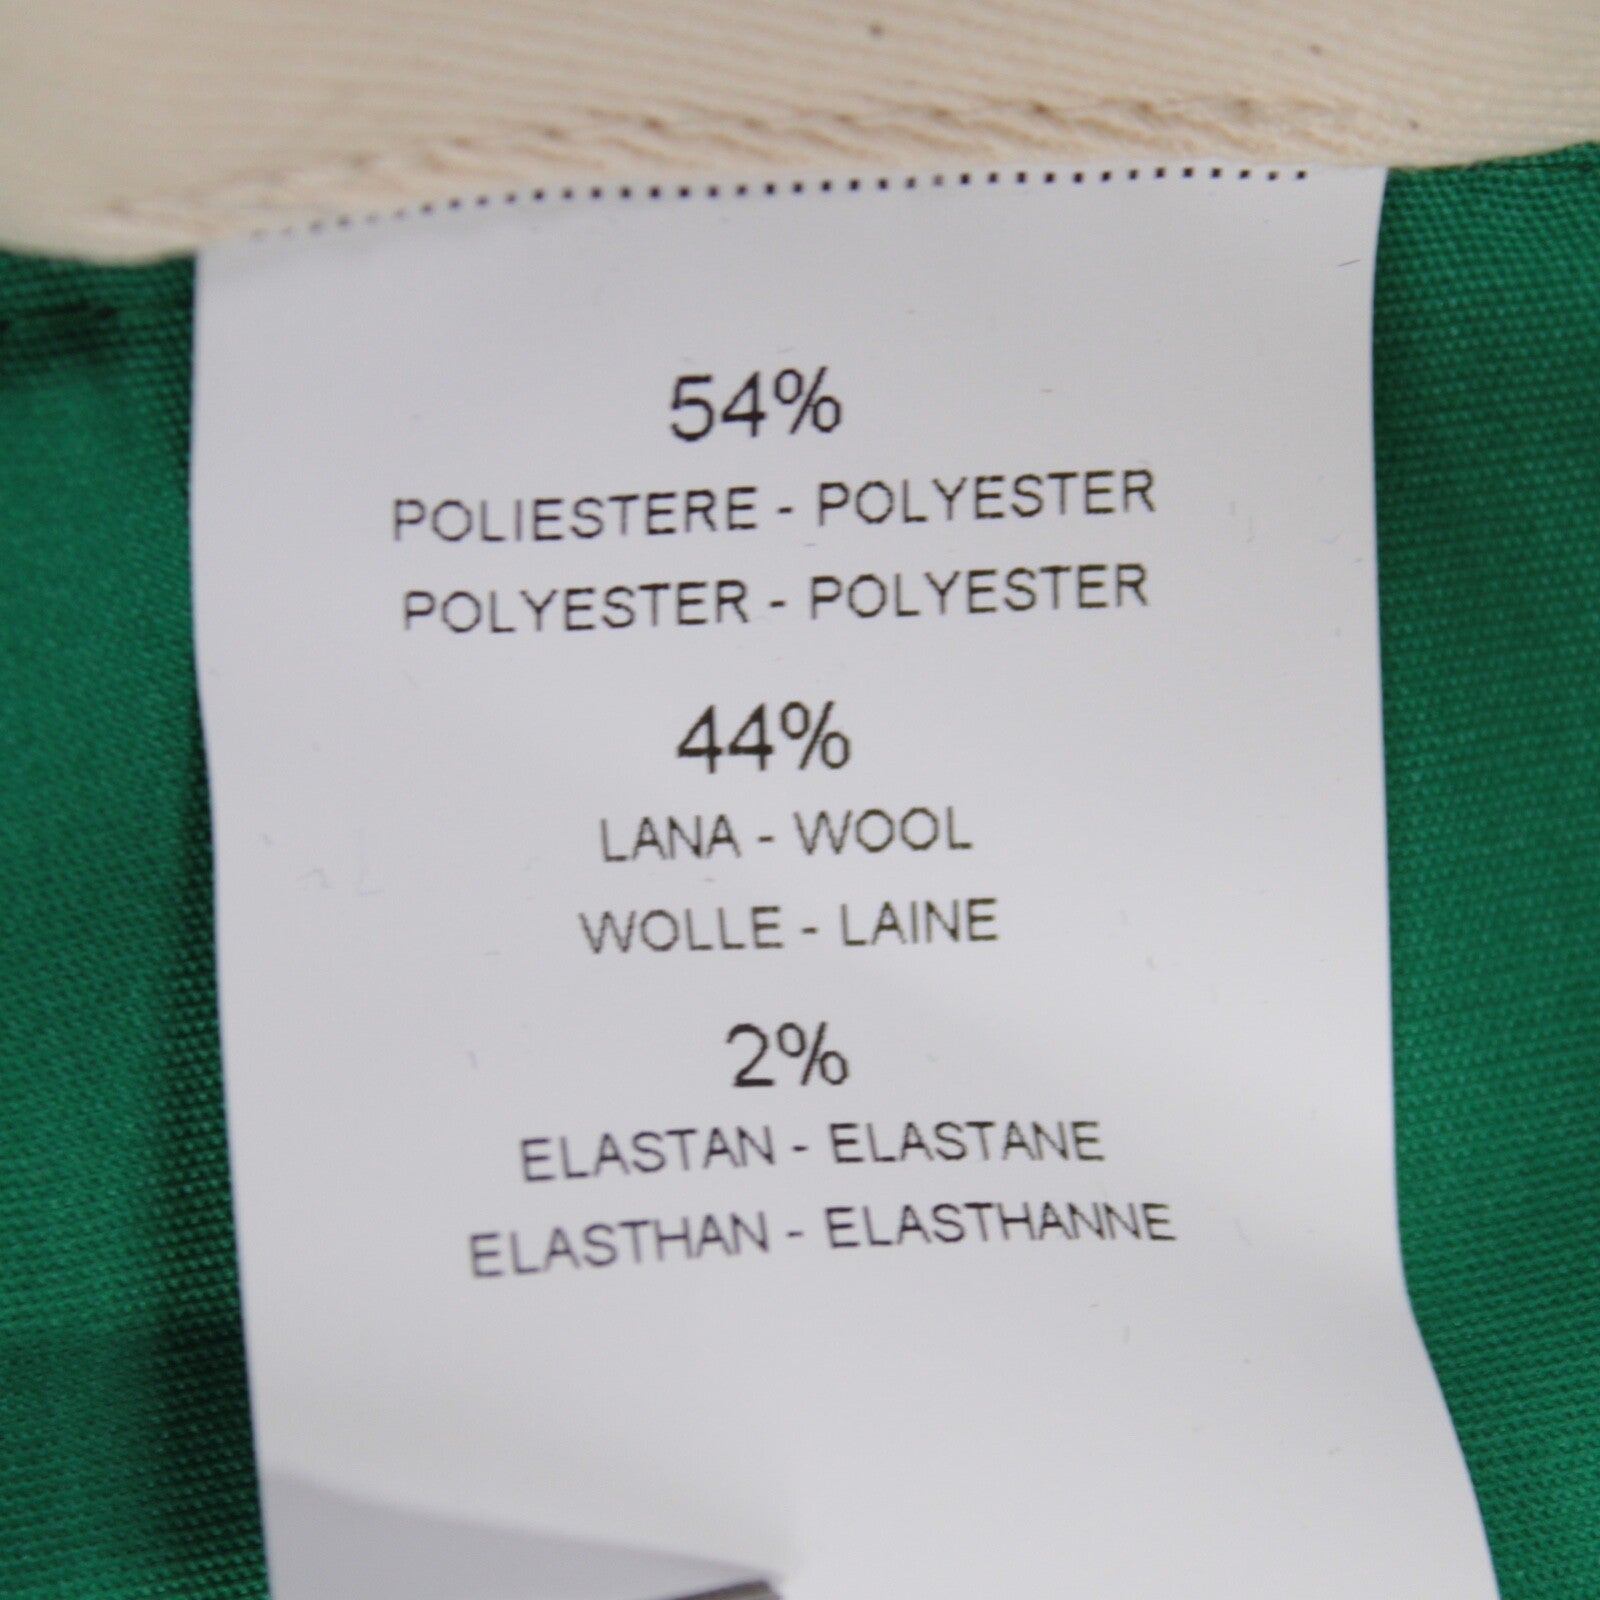 54%
POLIESTERE - POLYESTER
POLYESTER - POLYESTER
44%
LANA - WOOL
WOLLE - LAINE
2%
ELASTAN - ELASTANE
ELASTHAN - ELASTHANNE